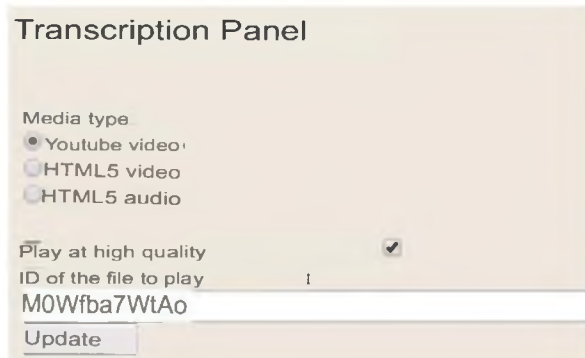 Transcription Panel
Media type
Youtube video
HTML5 video
HTML5 audio
Play at high quality
ID of the file to play
M0Wfba7WtAo
Update